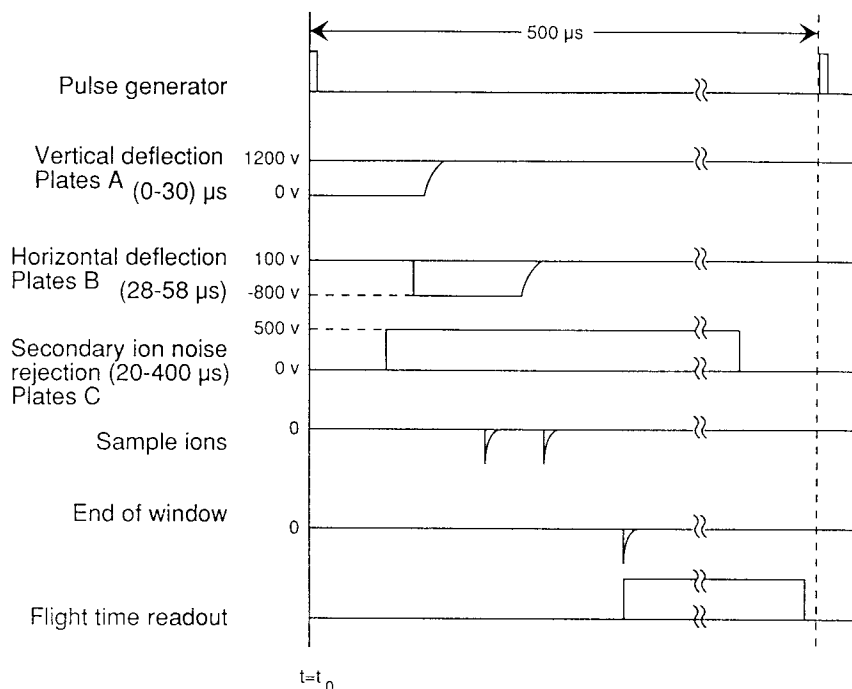 500 µs
Pulse generator
Vertical deflection
Plates A (0-30) µs
1200 v
0 v
Horizontal deflection
Plates B (28-58 µs)
100 v
-800 v
500 v
Secondary ion noise
rejection (20-400 µs)
Plates C
0 v
Sample ions
0
End of window
0
Flight time readout
t=t0